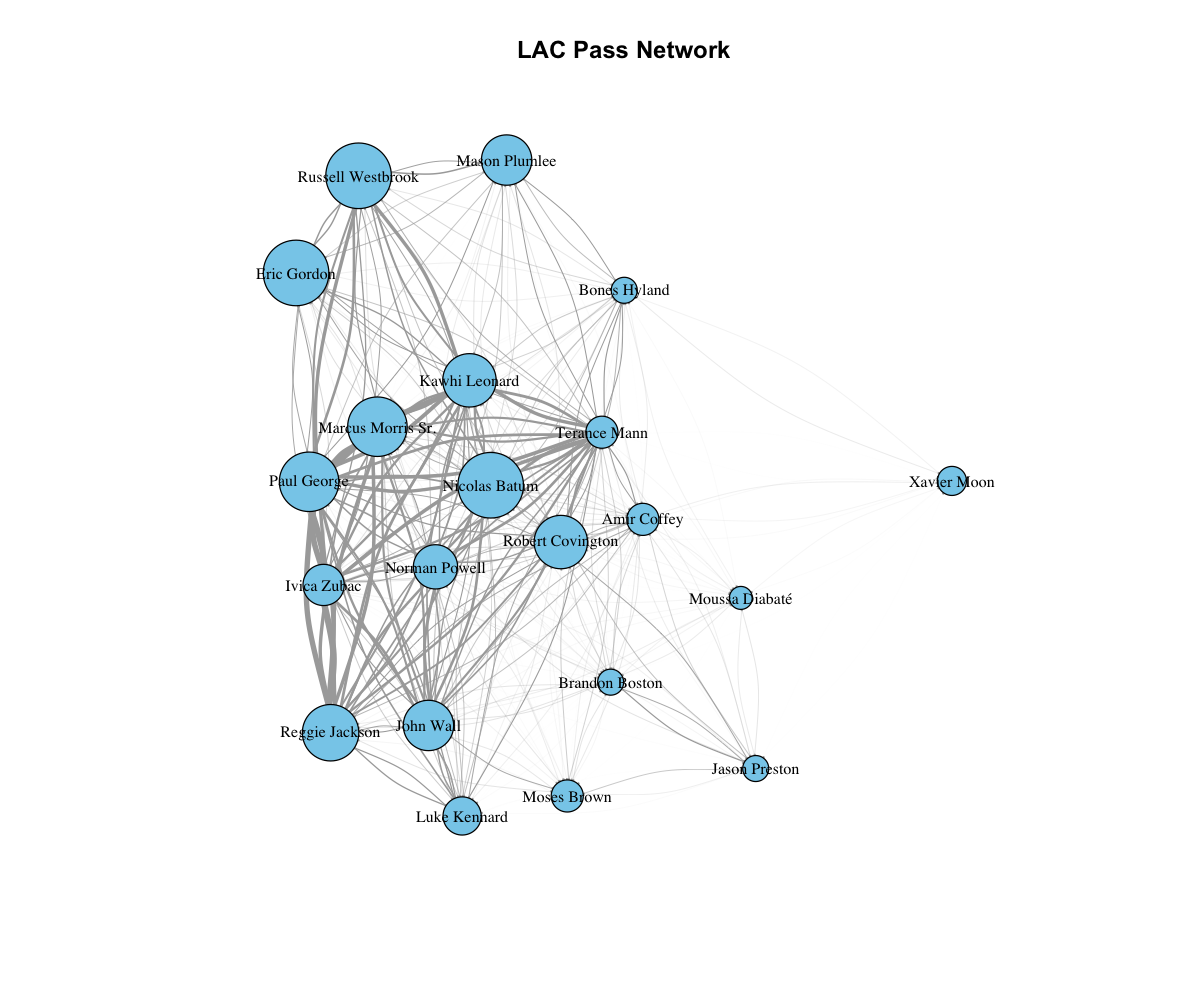 LAC Pass Network
Mason Plumlee
Russell Westbrook
Eric Gordon
Bones Hyland
Kawhi Leonard
Marcus Morris Sr.
Terance Mann
Paul George
Nicolas Batum
Xavier Moon
Amir Coffey
Robert Covington
Norman Powell
Ivica Zubac
Moussa Diabaté
Brandon Boston
John Wall
Reggie Jackson
Jason Preston
Moses Brown
Luke Kennard